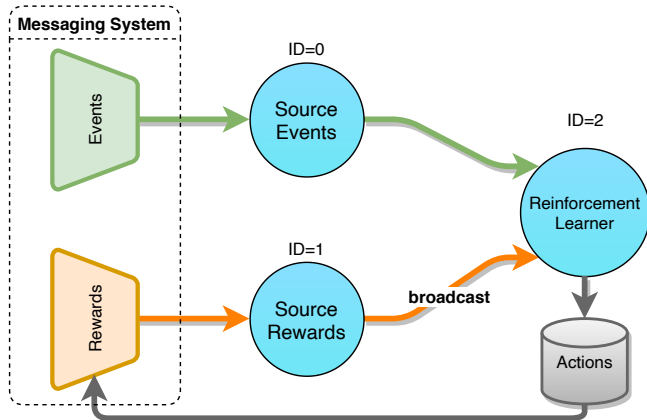 Messaging System
Events
ID=0
Source
Events
ID=2
Reinforcement
Learner
Rewards
ID=1
Source
Rewards
broadcast
Actions